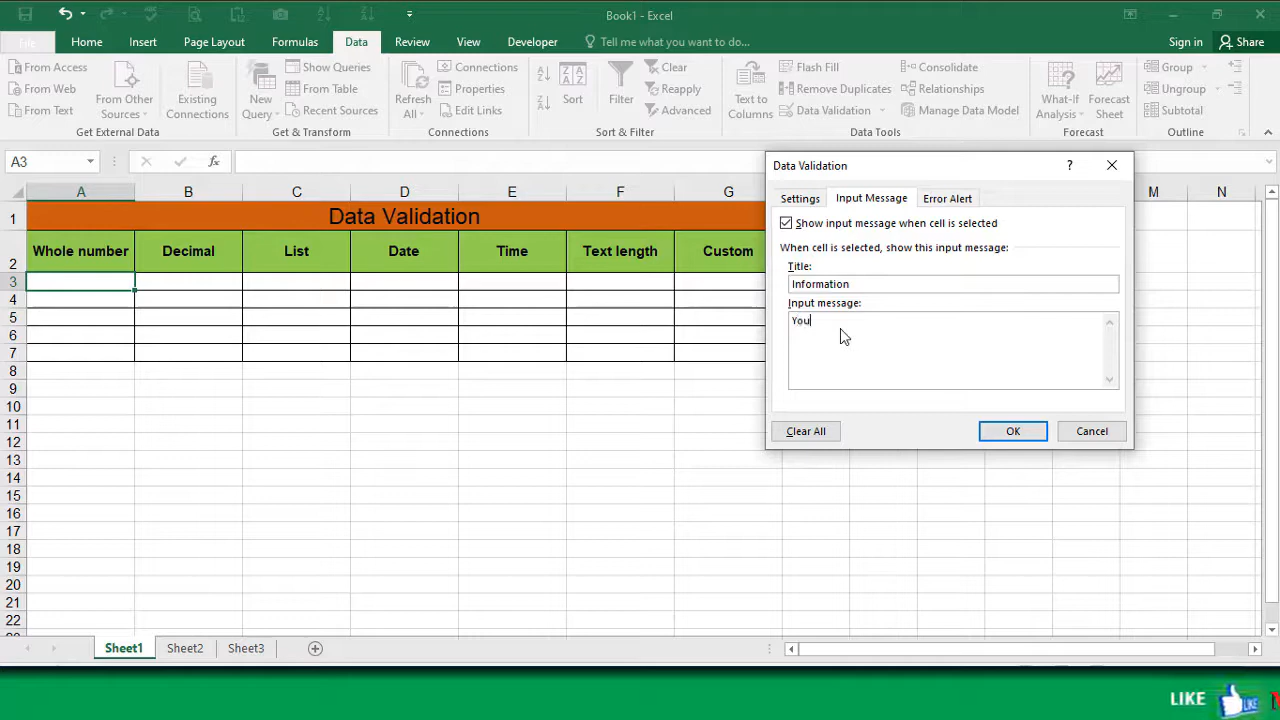 Book1 - Excel
File Home Insert Page Layout Formulas Data Review View Developer Tell me what you want to do... Sign in Share
From Access
From Text
From Other Sources
Existing Connections
Get External Data
New Query
Show Queries
From Table
Recent Sources
Get & Transform
Refresh All
Connections
Properties
Edit Links
Connections
Sort
Filter
Clear
Reapply
Advanced
Sort & Filter
Text to Columns
Flash Fill
Remove Duplicates
Data Validation
Consolidate
Relationships
Manage Data Model
Data Tools
What-If Analysis
Forecast Sheet
Forecast
Group
Ungroup
Subtotal
Outline
A3 fx
A B C D E F G M N
1 Data Validation
2 Whole number Decimal List Date Time Text length Custom
3
4
5
6
7
8
9
10
11
12
13
14
15
16
17
18
19
20
21
22
Data Validation ?
Settings Input Message Error Alert
Show input message when cell is selected
When cell is selected, show this input message:
Title:
Information
Input message:
You
Clear All OK Cancel
Sheet1 Sheet2 Sheet3
LIKE